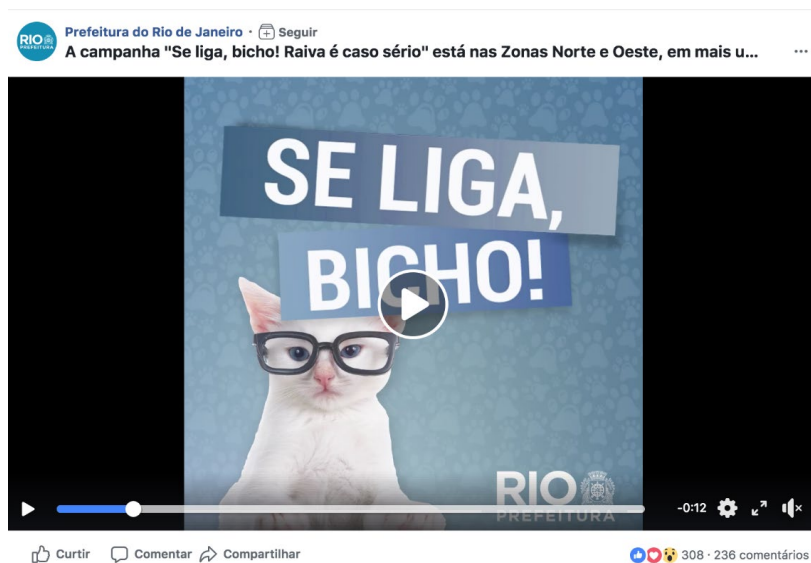 RIO
PREFEITURA
Prefeitura do Rio de Janeiro · Seguir
A campanha "Se liga, bicho! Raiva é caso sério" está nas Zonas Norte e Oeste, em mais u...
SE LIGA,
BICHO!
RIO
PREFEITURA
-0:12
Curtir Comentar Compartilhar 308 · 236 comentários